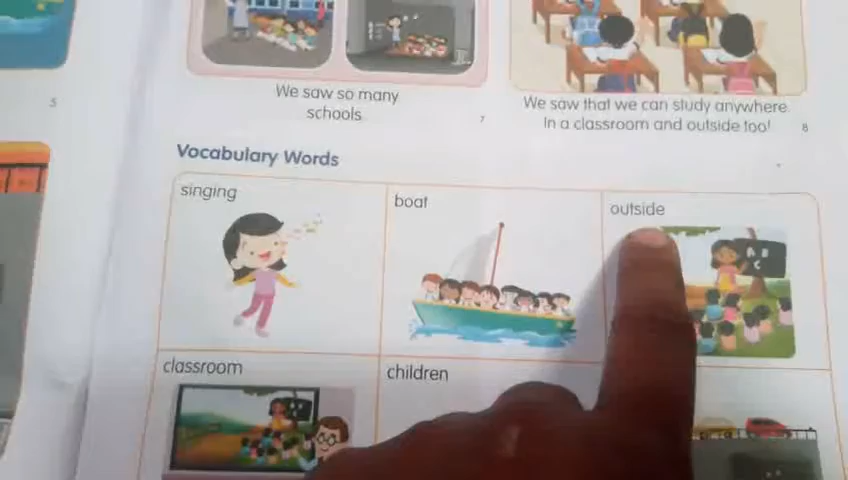 5
We saw so many
schools
7
We saw that we can study anywhere.
In a classroom and outside too!
8
Vocabulary Words
singing
boat
outside
A B
C
classroom
children